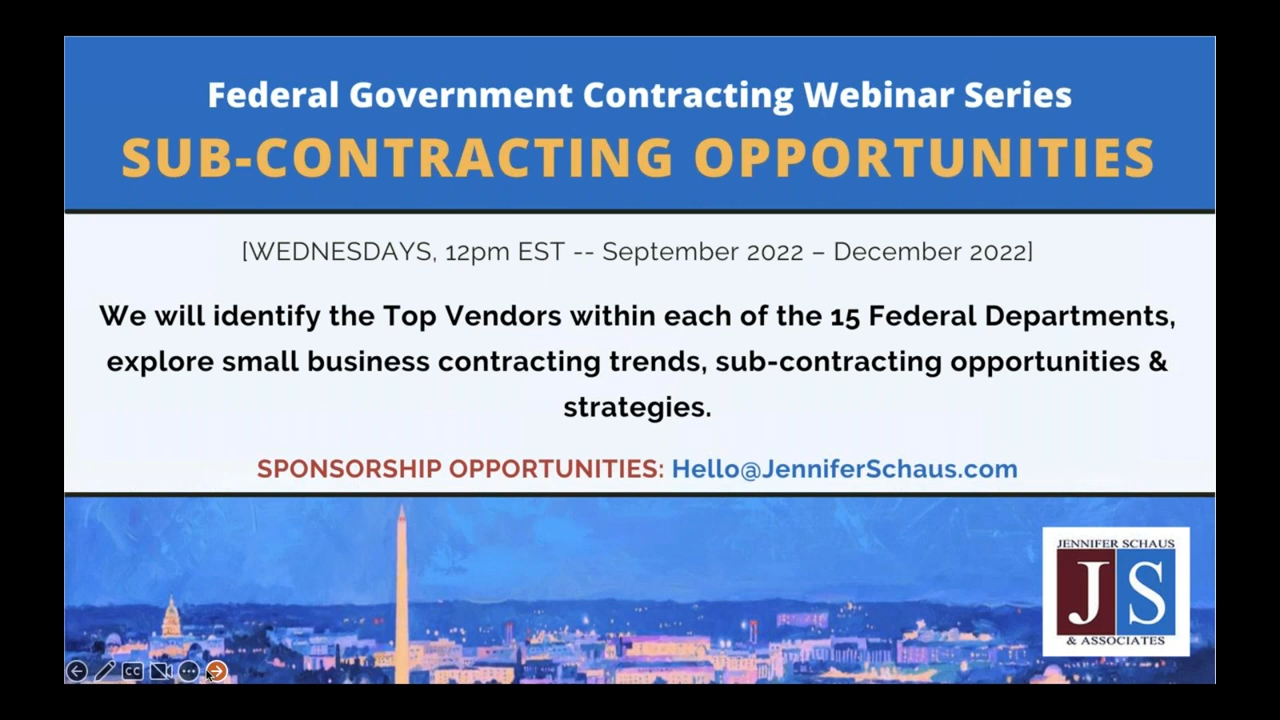 Federal Government Contracting Webinar Series
SUB-CONTRACTING OPPORTUNITIES
[WEDNESDAYS, 12pm EST -- September 2022 – December 2022]
We will identify the Top Vendors within each of the 15 Federal Departments,
explore small business contracting trends, sub-contracting opportunities &
strategies.
SPONSORSHIP OPPORTUNITIES: Hello@JenniferSchaus.com
JENNIFER SCHAUS
JS
& ASSOCIATES
CC